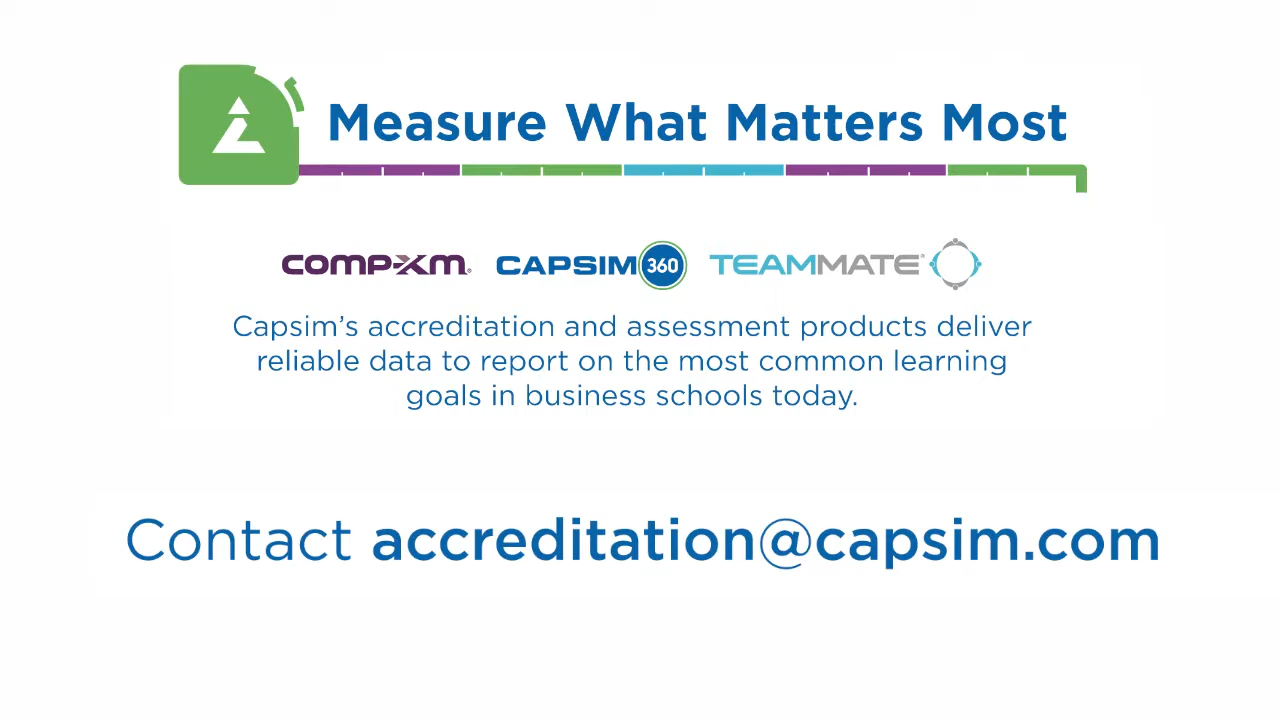 Measure What Matters Most
COMP-XM® CAPSIM 360 TEAMMATE®
Capsim’s accreditation and assessment products deliver
reliable data to report on the most common learning
goals in business schools today.
Contact accreditation@capsim.com